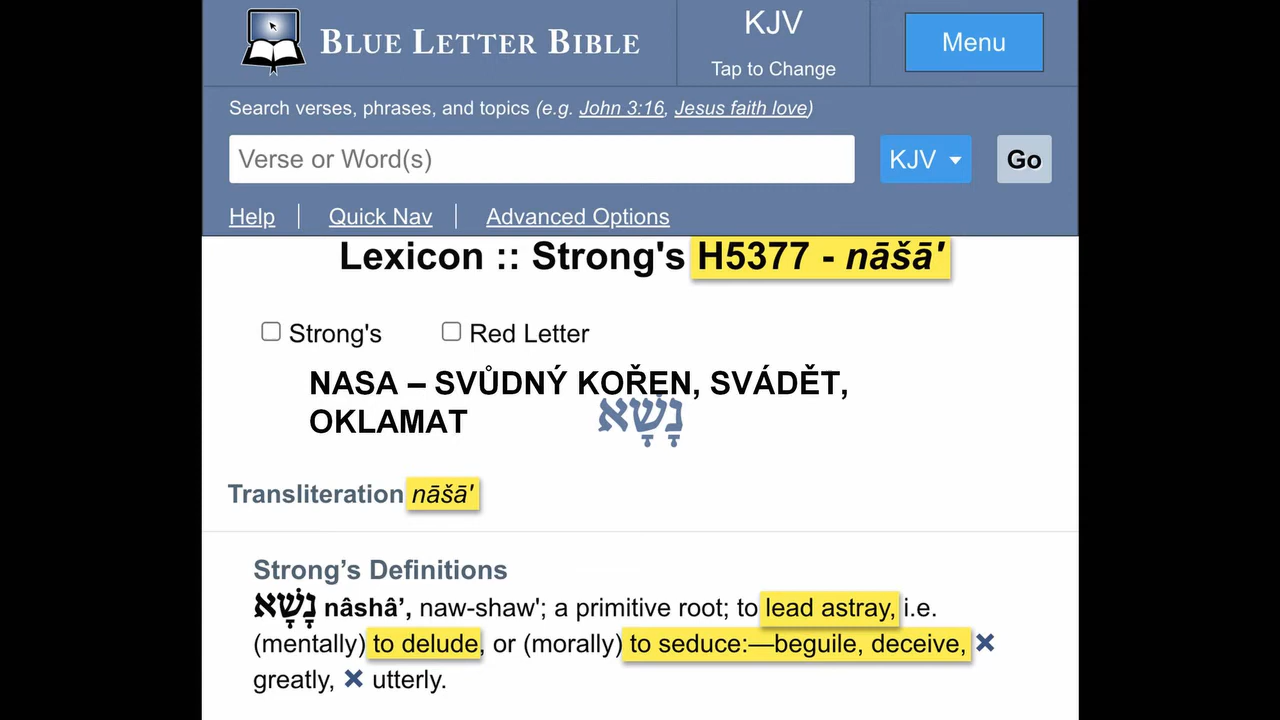 BLUE LETTER BIBLE
KJV
Tap to Change
Menu
Search verses, phrases, and topics (e.g. John 3:16, Jesus faith love)
Verse or Word(s)
KJV
Go
Help
Quick Nav
Advanced Options
Lexicon :: Strong's H5377 - nāšā'
Strong's
Red Letter
NASA – SVŮDNÝ KOŘEN, SVÁDĚT,
OKLAMAT
נָשָׁא
Transliteration nāšā'
Strong’s Definitions
נָשָׁא nâshâʼ, naw-shaw'; a primitive root; to lead astray, i.e.
(mentally) to delude, or (morally) to seduce:—beguile, deceive, ×
greatly, × utterly.